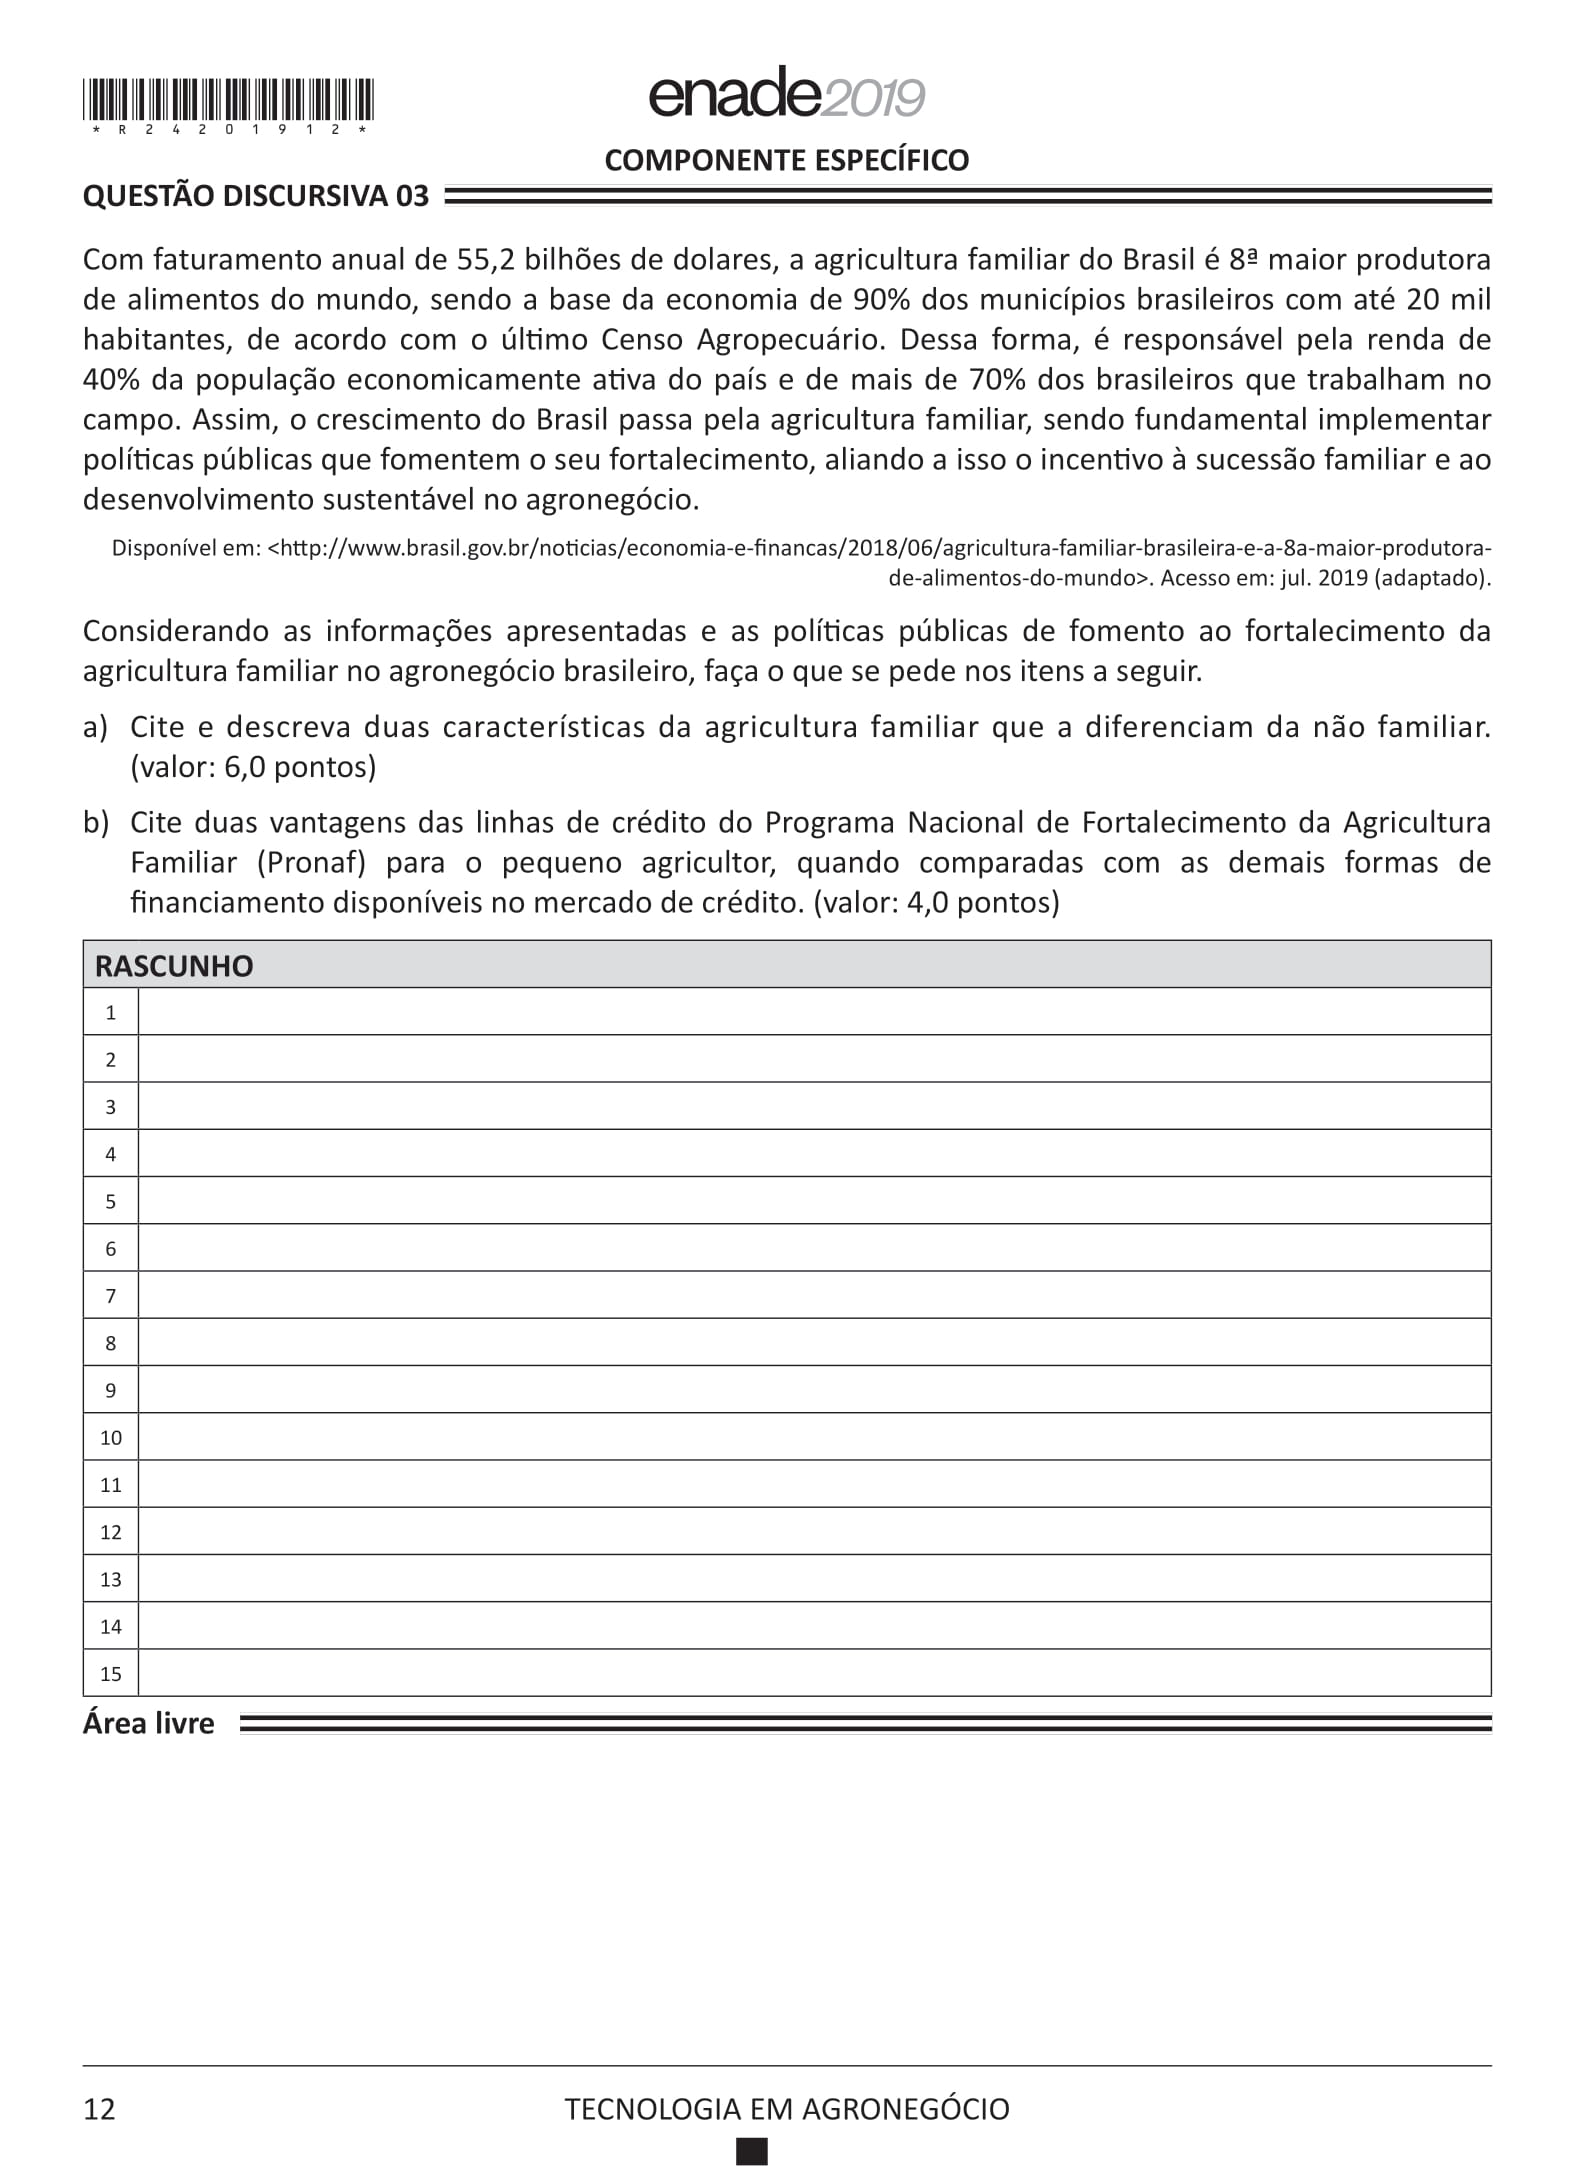 enade2019
*R24201912*
COMPONENTE ESPECÍFICO
QUESTÃO DISCURSIVA 03
Com faturamento anual de 55,2 bilhões de dolares, a agricultura familiar do Brasil é 8ª maior produtora
de alimentos do mundo, sendo a base da economia de 90% dos municípios brasileiros com até 20 mil
habitantes, de acordo com o último Censo Agropecuário. Dessa forma, é responsável pela renda de
40% da população economicamente ativa do país e de mais de 70% dos brasileiros que trabalham no
campo. Assim, o crescimento do Brasil passa pela agricultura familiar, sendo fundamental implementar
políticas públicas que fomentem o seu fortalecimento, aliando a isso o incentivo à sucessão familiar e ao
desenvolvimento sustentável no agronegócio.
Disponível em: <http://www.brasil.gov.br/noticias/economia-e-financas/2018/06/agricultura-familiar-brasileira-e-a-8a-maior-produtora-
de-alimentos-do-mundo>. Acesso em: jul. 2019 (adaptado).
Considerando as informações apresentadas e as políticas públicas de fomento ao fortalecimento da
agricultura familiar no agronegócio brasileiro, faça o que se pede nos itens a seguir.
a) Cite e descreva duas características da agricultura familiar que a diferenciam da não familiar.
(valor: 6,0 pontos)
b) Cite duas vantagens das linhas de crédito do Programa Nacional de Fortalecimento da Agricultura
Familiar (Pronaf) para o pequeno agricultor, quando comparadas com as demais formas de
financiamento disponíveis no mercado de crédito. (valor: 4,0 pontos)
RASCUNHO
1
2
3
4
5
6
7
8
9
10
11
12
13
14
15
Área livre
12
TECNOLOGIA EM AGRONEGÓCIO